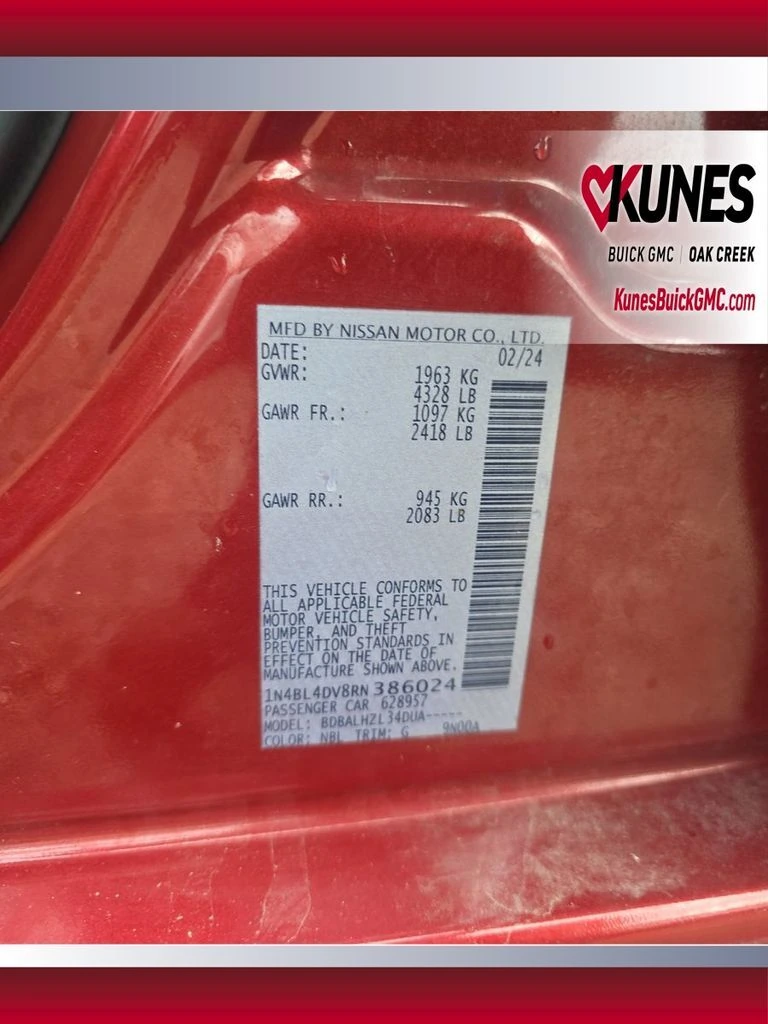 KUNES
BUICK GMC | OAK CREEK
KunesBuickGMC.com
MFD BY NISSAN MOTOR CO., LTD.
DATE: 02/24
GVWR: 1963 KG
4328 LB
GAWR FR.: 1097 KG
2418 LB
GAWR RR.: 945 KG
2083 LB
THIS VEHICLE CONFORMS TO
ALL APPLICABLE FEDERAL
MOTOR VEHICLE SAFETY,
BUMPER, AND THEFT
PREVENTION STANDARDS IN
EFFECT ON THE DATE OF
MANUFACTURE SHOWN ABOVE.
1N4BL4DV8RN386024
PASSENGER CAR 628957
MODEL: BDBALHZL34DUA-----
COLOR: NBL TRIM: G 9N00A